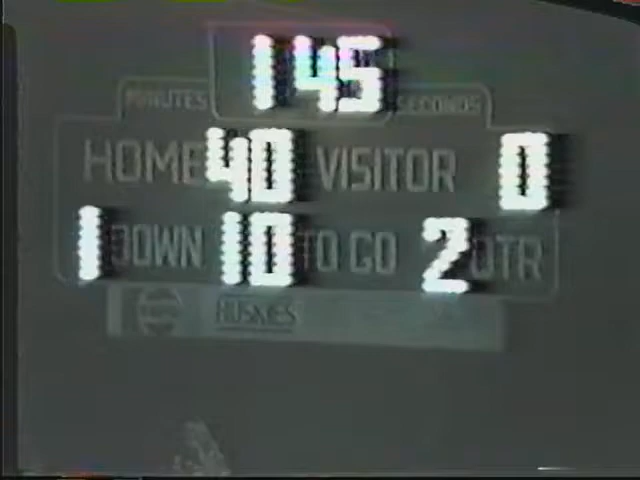 1 45
MINUTES SECONDS
HOME 40 VISITOR 0
1 DOWN 10 TO GO 2 QTR
HUSKIES